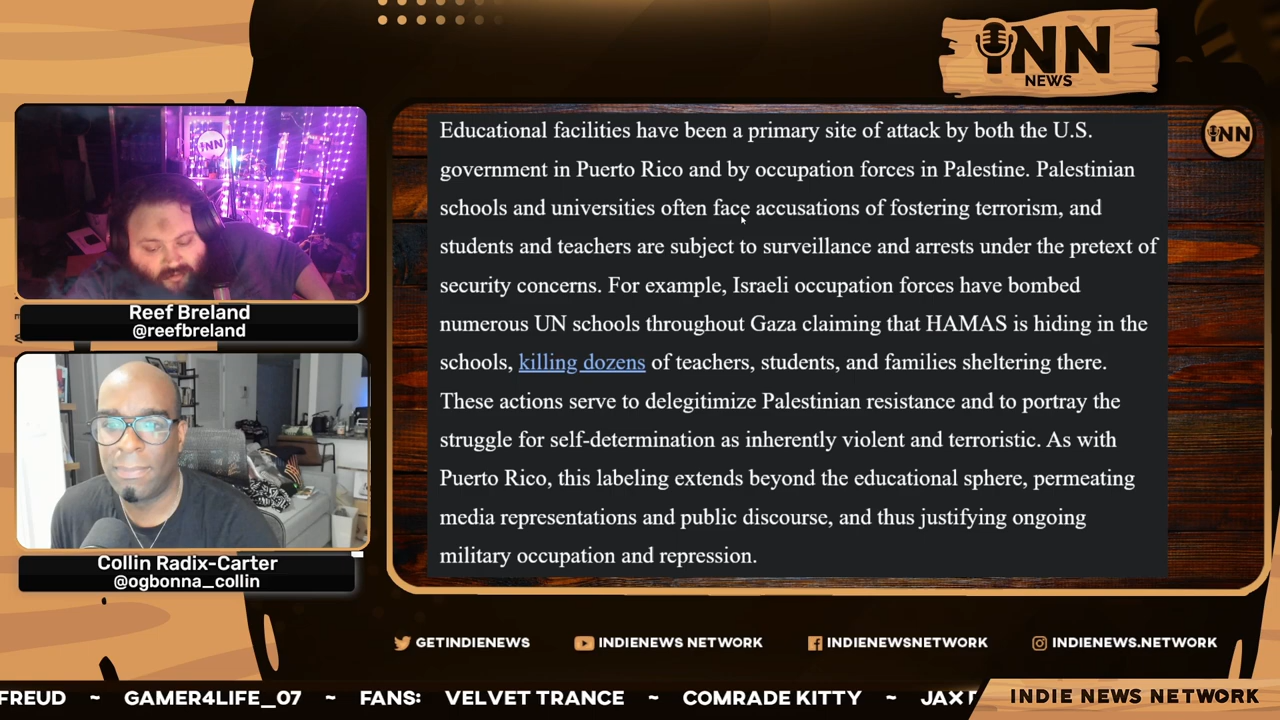 INN
NEWS
INN
INN
Educational facilities have been a primary site of attack by both the U.S.
government in Puerto Rico and by occupation forces in Palestine. Palestinian
schools and universities often face accusations of fostering terrorism, and
students and teachers are subject to surveillance and arrests under the pretext of
security concerns. For example, Israeli occupation forces have bombed
numerous UN schools throughout Gaza claiming that HAMAS is hiding in the
schools, killing dozens of teachers, students, and families sheltering there.
These actions serve to delegitimize Palestinian resistance and to portray the
struggle for self-determination as inherently violent and terroristic. As with
Puerto Rico, this labeling extends beyond the educational sphere, permeating
media representations and public discourse, and thus justifying ongoing
military occupation and repression.
Reef Breland
@reefbreland
Collin Radix-Carter
@ogbonna_collin
GETINDIENEWS INDIENEWS NETWORK INDIENEWSNETWORK INDIENEWS.NETWORK
FREUD ~ GAMER4LIFE_07 ~ FANS: VELVET TRANCE ~ COMRADE KITTY ~ JAX INDIE NEWS NETWORK